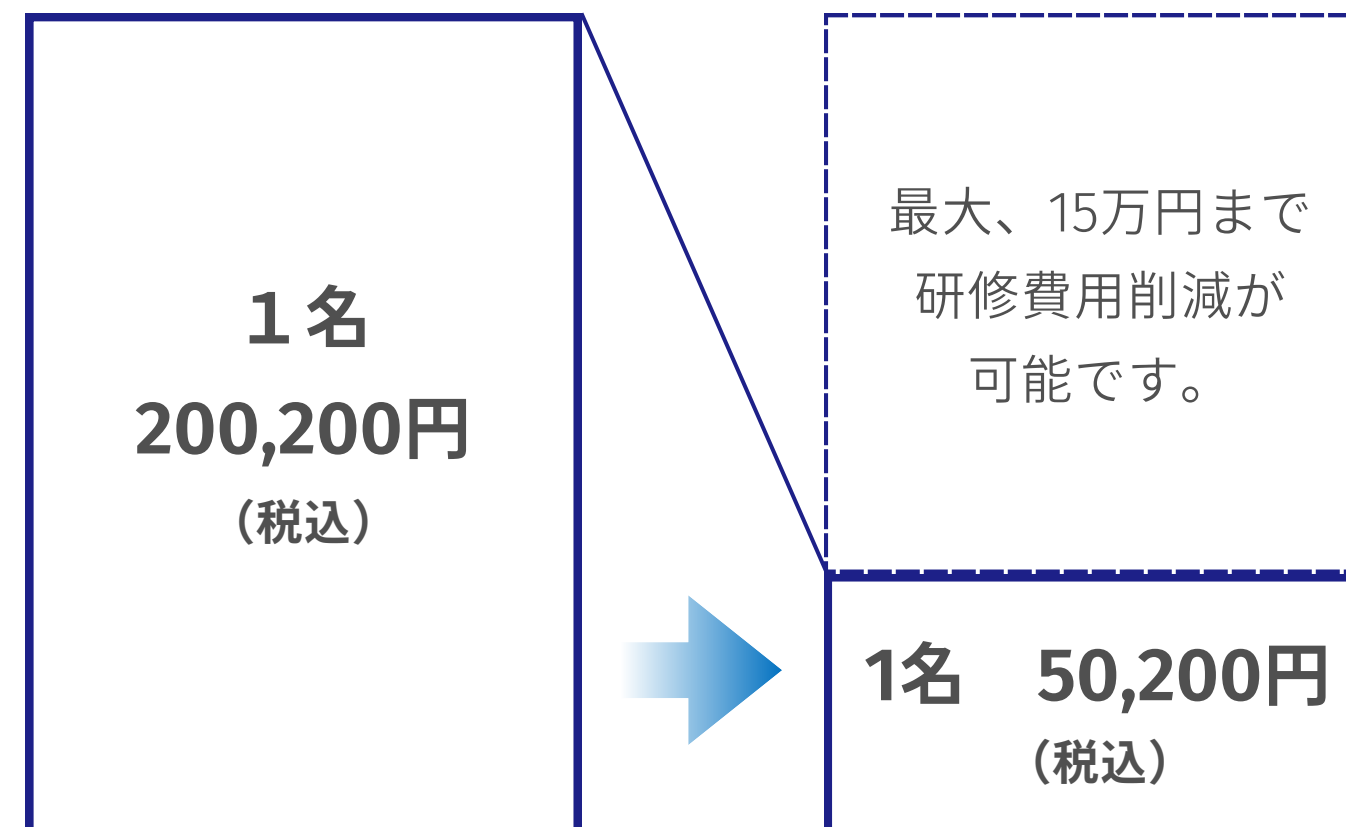 1名
200,200円
（税込）
最大、15万円まで
研修費用削減が
可能です。
1名　50,200円
（税込）